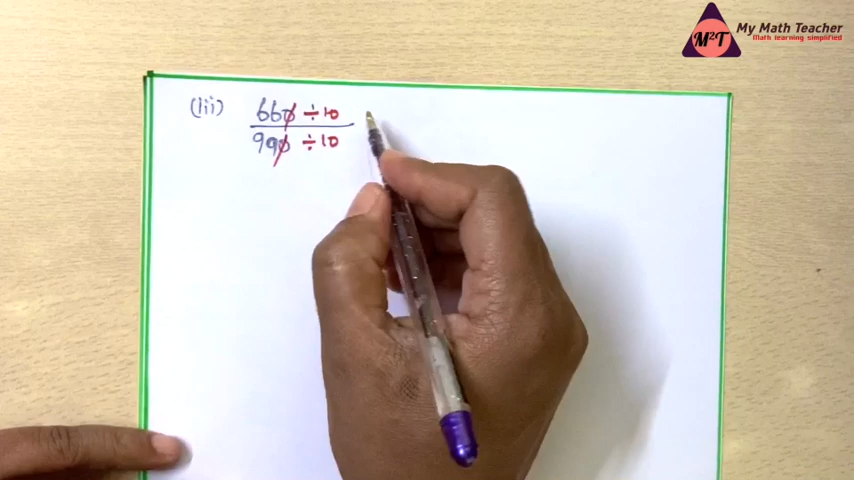 My Math Teacher
M²T
Math learning simplified
(iii) 660 ÷10
990 ÷10